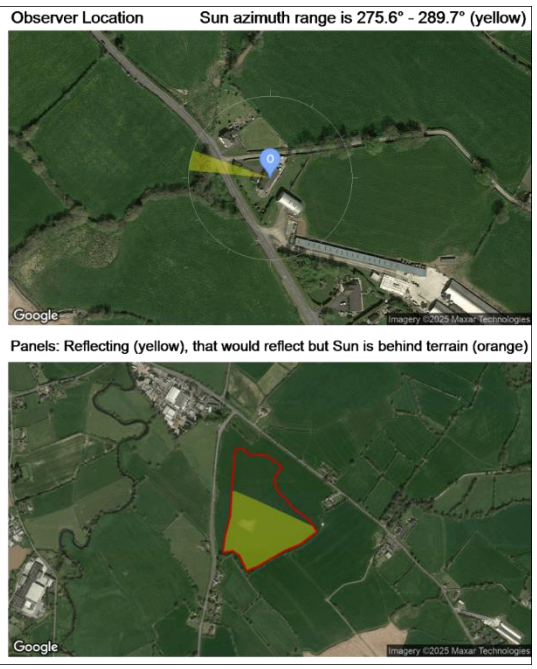 Observer Location Sun azimuth range is 275.6° - 289.7° (yellow)
O
Google
Imagery ©2025 Maxar Technologies
Panels: Reflecting (yellow), that would reflect but Sun is behind terrain (orange)
Google
Imagery ©2025 Maxar Technologies